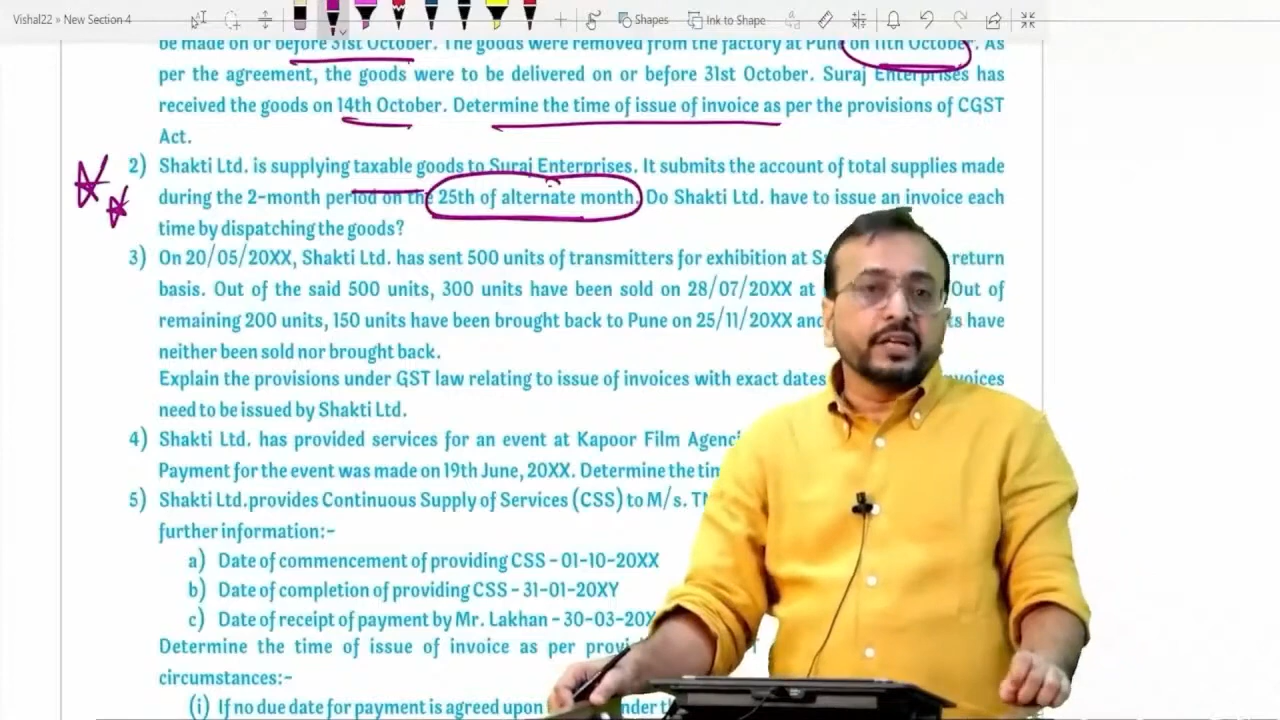 Vishal22 » New Section 4
Shapes
Ink to Shape
be made on or before 31st October. The goods were removed from the factory at Pune on 11th October. As
per the agreement, the goods were to be delivered on or before 31st October. Suraj Enterprises has
received the goods on 14th October. Determine the time of issue of invoice as per the provisions of CGST
Act.
2) Shakti Ltd. is supplying taxable goods to Suraj Enterprises. It submits the account of total supplies made
during the 2-month period on the 25th of alternate month. Do Shakti Ltd. have to issue an invoice each
time by dispatching the goods?
3) On 20/05/20XX, Shakti Ltd. has sent 500 units of transmitters for exhibition at return
basis. Out of the said 500 units, 300 units have been sold on 28/07/20XX at Out of
remaining 200 units, 150 units have been brought back to Pune on 25/11/20XX and have
neither been sold nor brought back.
Explain the provisions under GST law relating to issue of invoices with exact dates
need to be issued by Shakti Ltd.
4) Shakti Ltd. has provided services for an event at Kapoor Film
Payment for the event was made on 19th June, 20XX. Determine the
5) Shakti Ltd.provides Continuous Supply of Services (CSS) to M/s.
further information:-
a) Date of commencement of providing CSS - 01-10-20XX
b) Date of completion of providing CSS - 31-01-20XY
c) Date of receipt of payment by Mr. Lakhan - 30-03-
Determine the time of issue of invoice as per
circumstances:-
(i) If no due date for payment is agreed upon